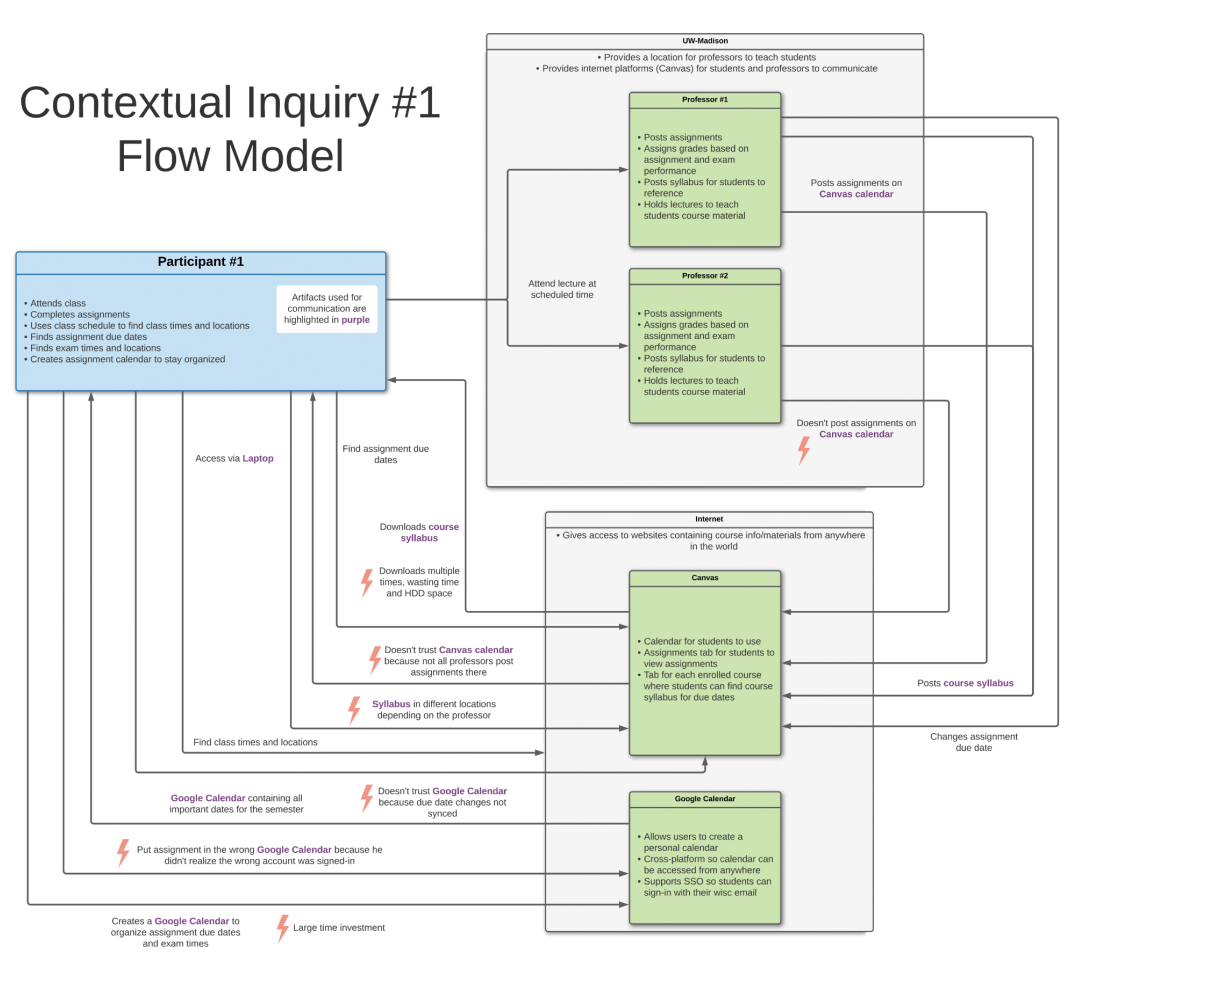 Contextual Inquiry #1
Flow Model
UW-Madison
• Provides a location for professors to teach students
• Provides internet platforms (Canvas) for students and professors to communicate
Professor #1
• Posts assignments
• Assigns grades based on
assignment and exam
performance
• Posts syllabus for students to
reference
• Holds lectures to teach
students course material
Posts assignments on
Canvas calendar
Participant #1
• Attends class
• Completes assignments
• Uses class schedule to find class times and locations
• Finds assignment due dates
• Finds exam times and locations
• Creates assignment calendar to stay organized
Artifacts used for
communication are
highlighted in purple
Attend lecture at
scheduled time
Professor #2
• Posts assignments
• Assigns grades based on
assignment and exam
performance
• Posts syllabus for students to
reference
• Holds lectures to teach
students course material
Doesn't post assignments on
Canvas calendar
Access via Laptop
Find assignment due
dates
Downloads course
syllabus
Downloads multiple
times, wasting time
and HDD space
Internet
• Gives access to websites containing course info/materials from anywhere
in the world
Canvas
• Calendar for students to use
• Assignments tab for students to
view assignments
• Tab for each enrolled course
where students can find course
syllabus for due dates
Doesn't trust Canvas calendar
because not all professors post
assignments there
Posts course syllabus
Syllabus in different locations
depending on the professor
Find class times and locations
Changes assignment
due date
Google Calendar containing all
important dates for the semester
Doesn't trust Google Calendar
because due date changes not
synced
Google Calendar
• Allows users to create a
personal calendar
• Cross-platform so calendar can
be accessed from anywhere
• Supports SSO so students can
sign-in with their wisc email
Put assignment in the wrong Google Calendar because he
didn't realize the wrong account was signed-in
Creates a Google Calendar to
organize assignment due dates
and exam times
Large time investment